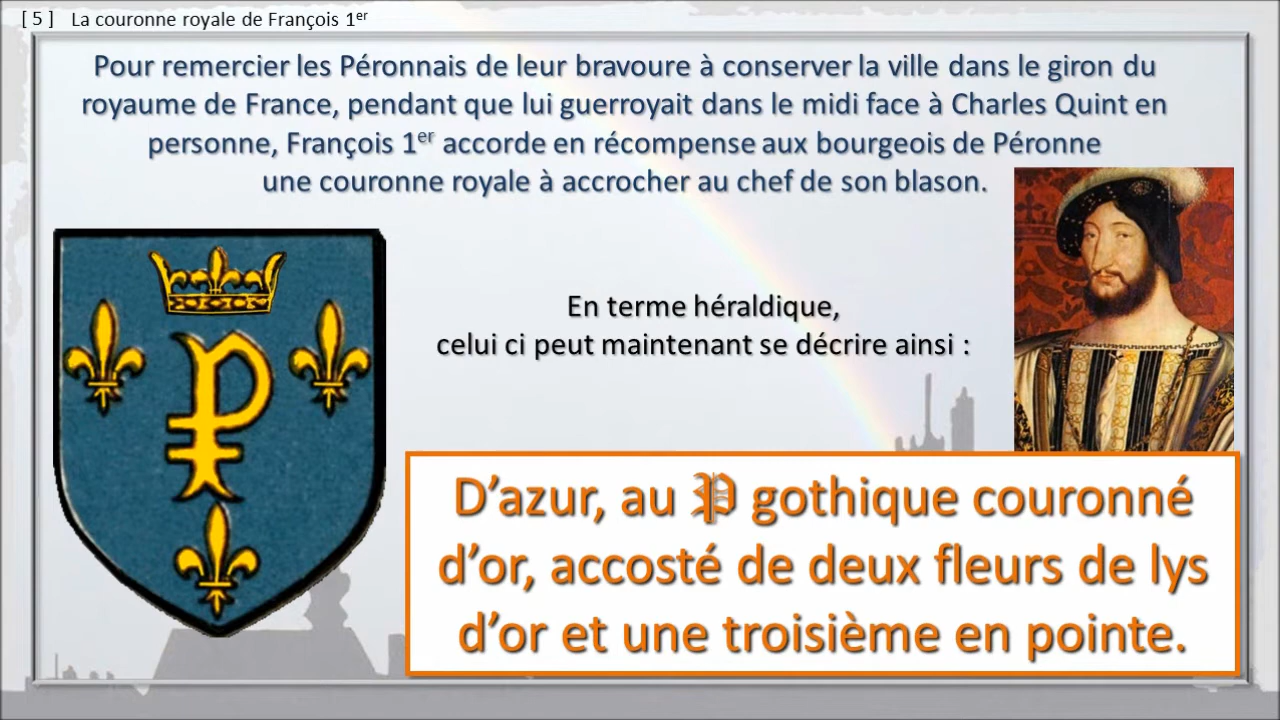 [ 5 ] La couronne royale de François 1er
Pour remercier les Péronnais de leur bravoure à conserver la ville dans le giron du
royaume de France, pendant que lui guerroyait dans le midi face à Charles Quint en
personne, François 1er accorde en récompense aux bourgeois de Péronne
une couronne royale à accrocher au chef de son blason.
P
En terme héraldique,
celui ci peut maintenant se décrire ainsi :
D’azur, au P gothique couronné
d’or, accosté de deux fleurs de lys
d’or et une troisième en pointe.